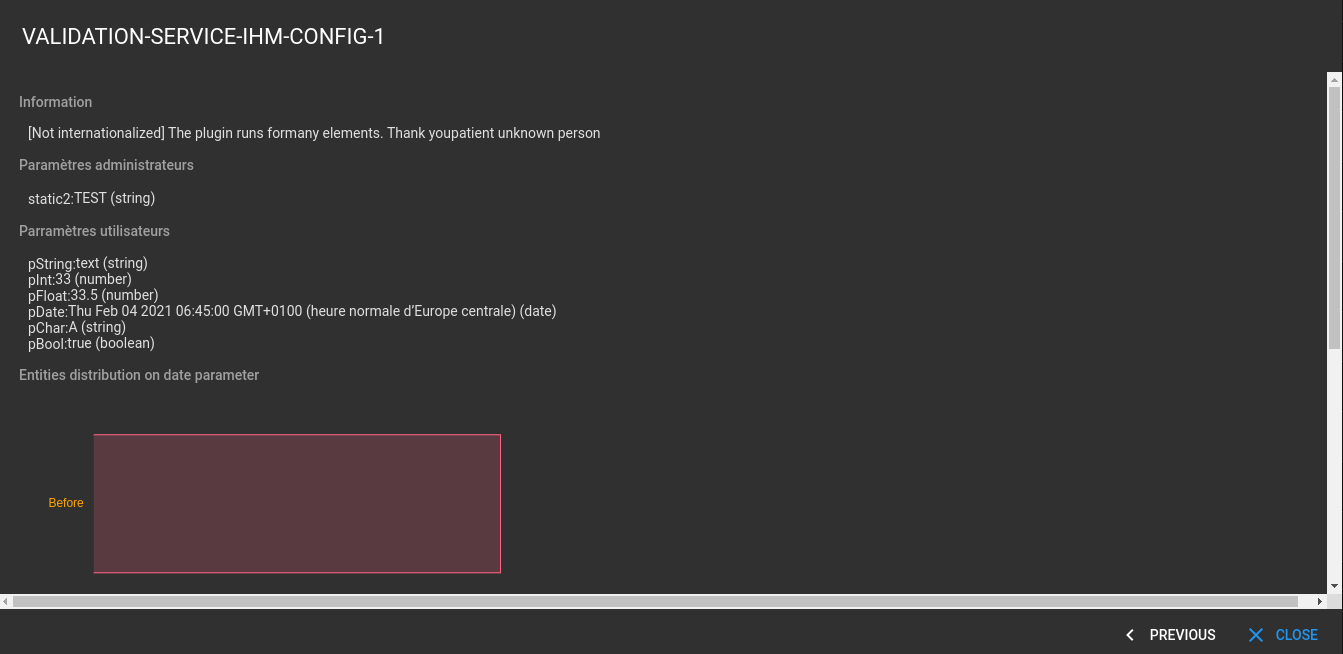 VALIDATION-SERVICE-IHM-CONFIG-1
Information
[Not internationalized] The plugin runs formany elements. Thank youpatient unknown person
Paramètres administrateurs
static2:TEST (string)
Parramètres utilisateurs
pString:text (string)
pInt:33 (number)
pFloat:33.5 (number)
pDate:Thu Feb 04 2021 06:45:00 GMT+0100 (heure normale d’Europe centrale) (date)
pChar:A (string)
pBool:true (boolean)
Entities distribution on date parameter
Before
PREVIOUS
CLOSE